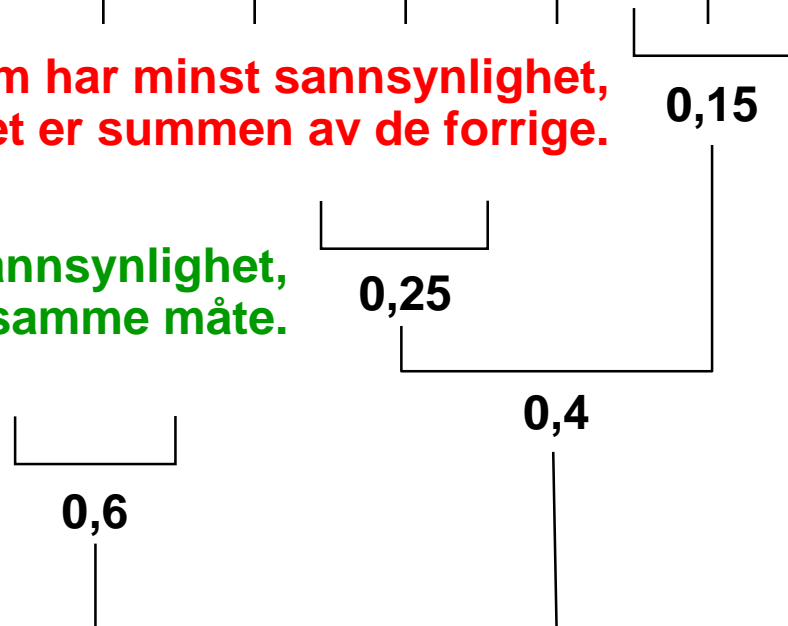 m har minst sannsynlighet,
et er summen av de forrige.
0,15
annsynlighet,
samme måte.
0,25
0,4
0,6